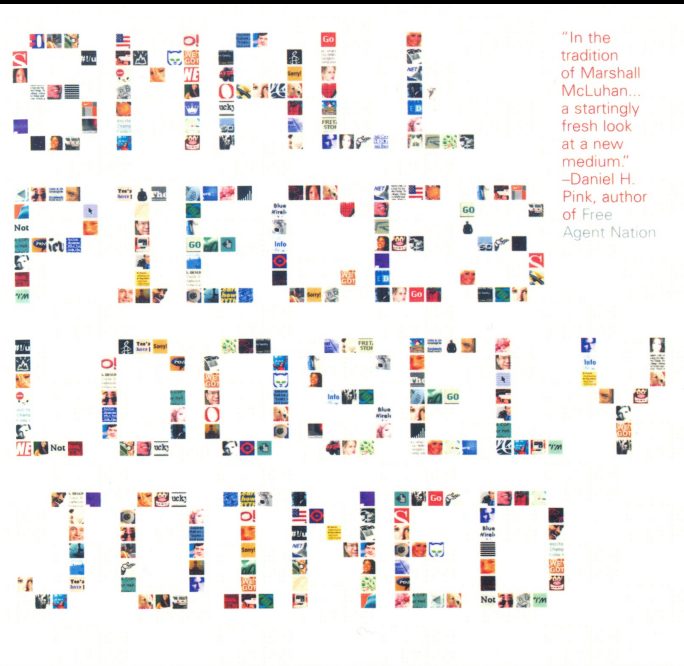 SMALL
PIECES
LOOSELY
JOINED
"In the
tradition
of Marshall
McLuhan...
a startingly
fresh look
at a new
medium."
–Daniel H.
Pink, author
of Free
Agent Nation